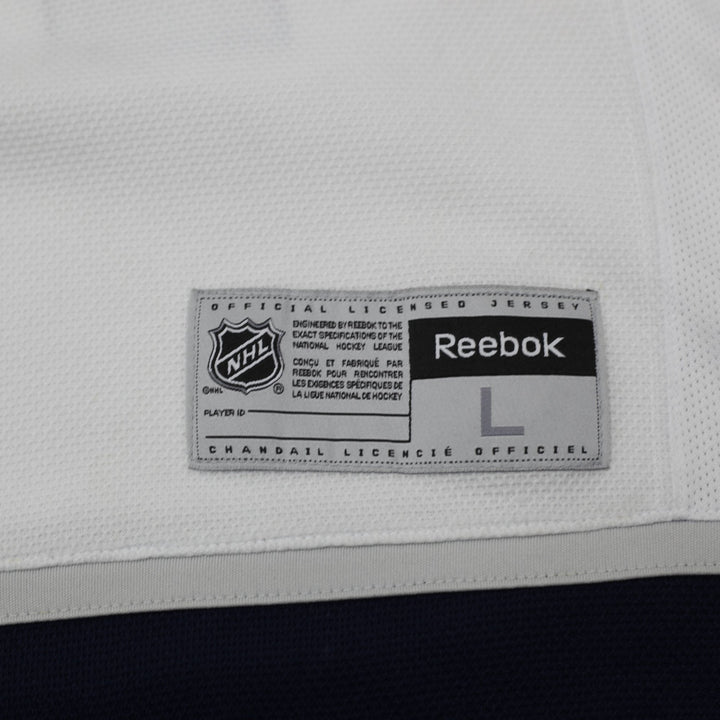 OFFICIAL LICENSED JERSEY
NHL
©NHL ®
ENGINEERED BY REEBOK TO THE
EXACT SPECIFICATIONS OF THE
NATIONAL HOCKEY LEAGUE
CONÇU ET FABRIQUÉ PAR
REEBOK POUR RENCONTRER
LES EXIGENCES SPÉCIFIQUES DE
LA LIGUE NATIONAL DE HOCKEY
Reebok
L
PLAYER ID
CHANDAIL LICENCIÉ OFFICIEL